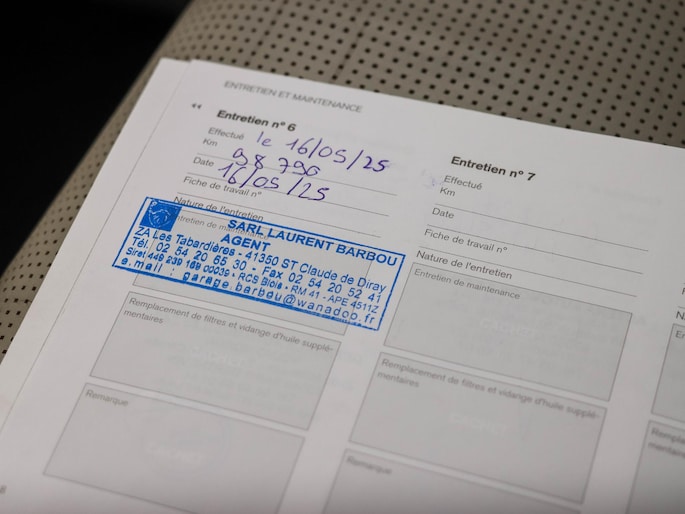 ENTRETIEN ET MAINTENANCE
Entretien n° 6
Effectué le 16/05/25
Km 98 790
Date 16/05/25
Fiche de travail n°
Nature de l'entretien
Entretien de maintenance
SARL LAURENT BARBOU
AGENT
ZA Les Tabardières - 41350 ST Claude de Diray
Tél. 02 54 20 65 30 - Fax 02 54 20 52 41
Siret 449 239 169 00039 - RCS Blois - RM 41 - APE 4511Z
e.mail : garage.barbou@wanadoo.fr
Remplacement de filtres et vidange d'huile supplé-
mentaires
Remarque
Entretien n° 7
Effectué
Km
Date
Fiche de travail n°
Nature de l'entretien
Entretien de maintenance
Remplacement de filtres et vidange d'huile supplé-
mentaires
Remarque